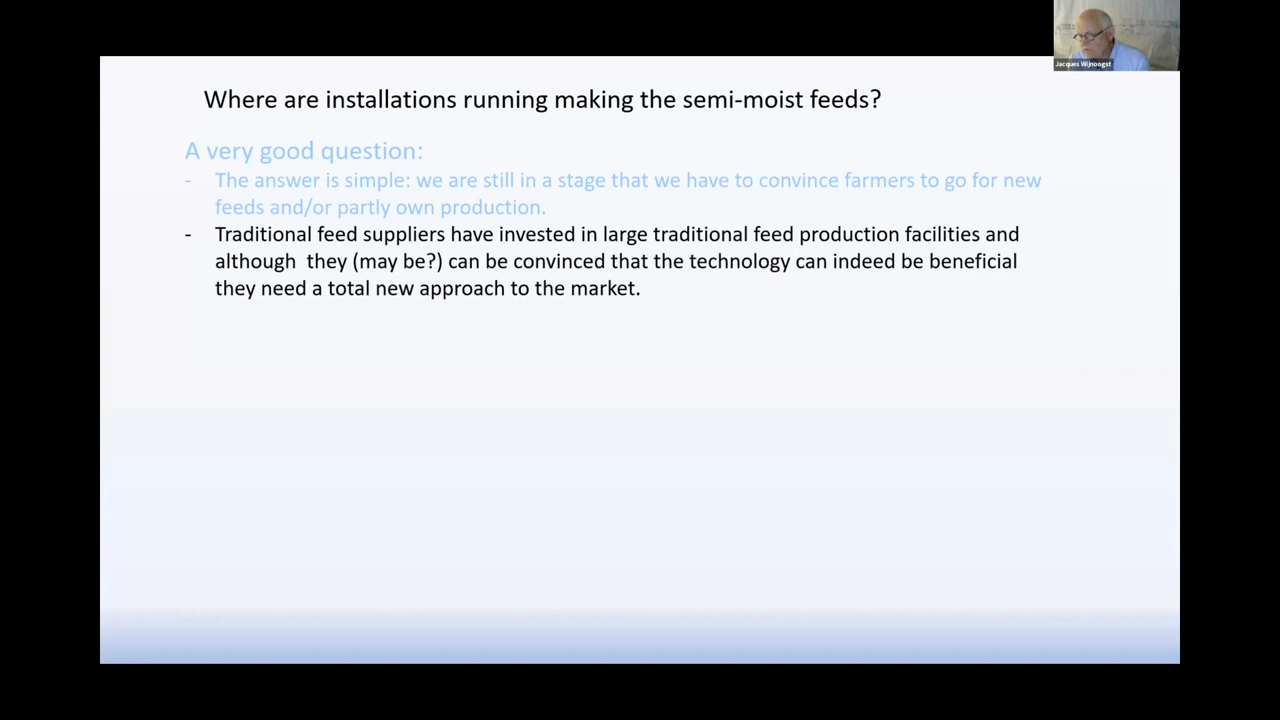 Jacques Wijnoogst
Where are installations running making the semi-moist feeds?
A very good question:
- The answer is simple: we are still in a stage that we have to convince farmers to go for new
feeds and/or partly own production.
- Traditional feed suppliers have invested in large traditional feed production facilities and
although they (may be?) can be convinced that the technology can indeed be beneficial
they need a total new approach to the market.